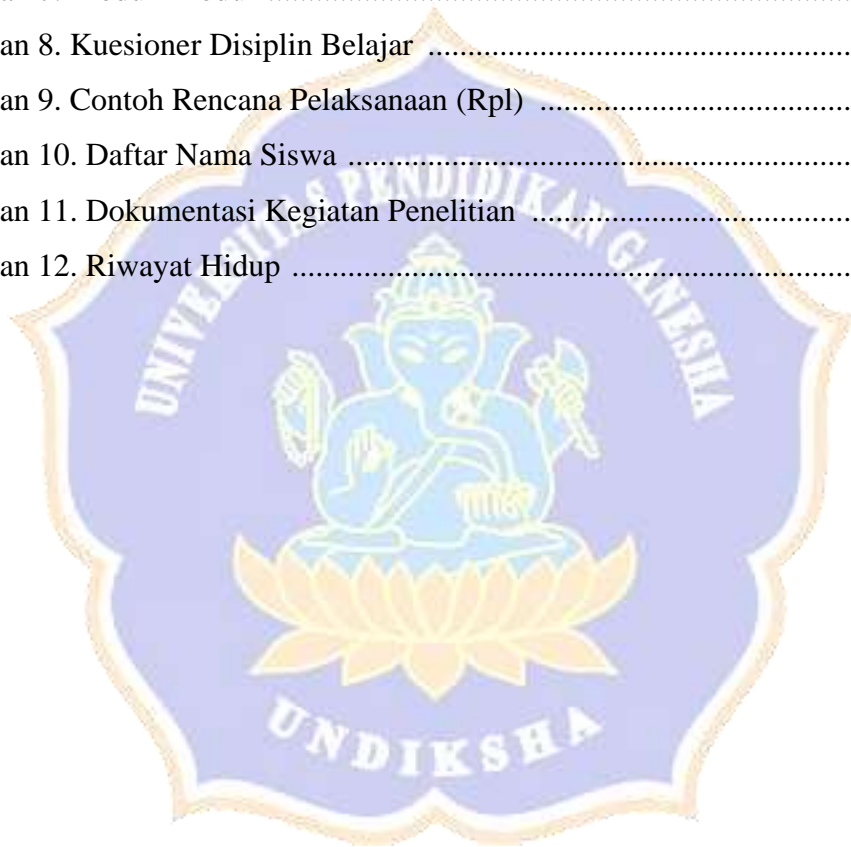 an 8. Kuesioner Disiplin Belajar ................................................................
an 9. Contoh Rencana Pelaksanaan (Rpl) ...............................................
an 10. Daftar Nama Siswa ...........................................................................
an 11. Dokumentasi Kegiatan Penelitian ................................................
an 12. Riwayat Hidup ...................................................................................
UNIVERSITAS PENDIDIKAN GANESHA
UNDIKSHA